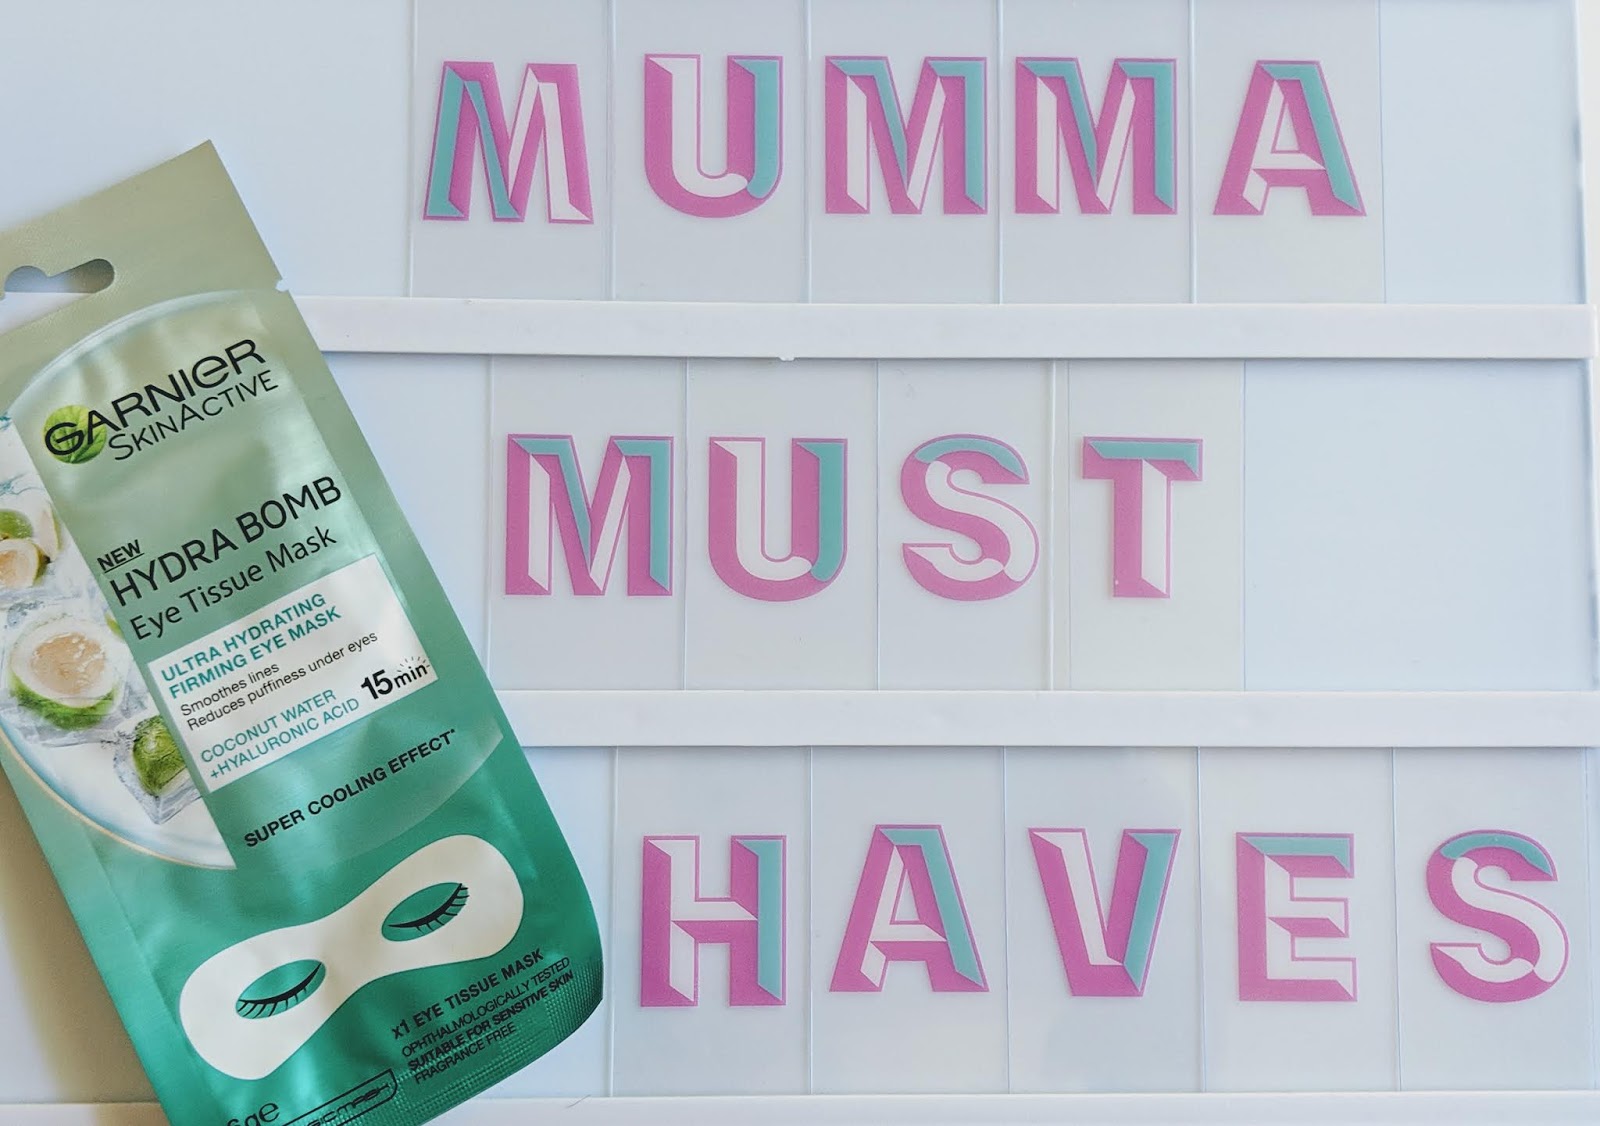 MUMMA
MUST
HAVES
GARNIER
SKINACTIVE
NEW
HYDRA BOMB
Eye Tissue Mask
ULTRA HYDRATING
FIRMING EYE MASK
Smoothes lines
Reduces puffiness under eyes
COCONUT WATER
+HYALURONIC ACID
15min
SUPER COOLING EFFECT*
x1 EYE TISSUE MASK
OPHTHALMOLOGICALLY TESTED
SUITABLE FOR SENSITIVE SKIN
FRAGRANCE FREE